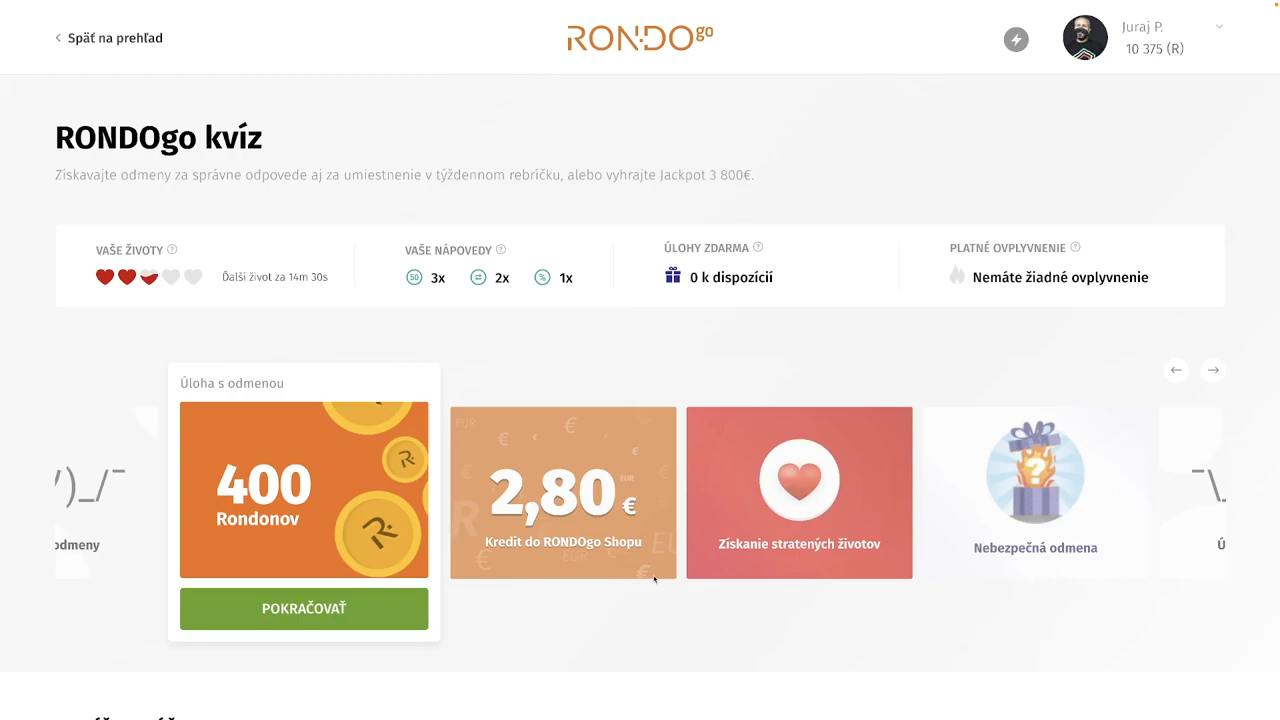 Späť na prehľad
RONDOgo
Juraj P.
10 375 (R)
RONDOgo kvíz
Získavajte odmeny za správne odpovede aj za umiestnenie v týždennom rebríčku, alebo vyhrajte Jackpot 3 800€.
VAŠE ŽIVOTY
Ďalší život za 14m 30s
VAŠE NÁPOVEDY
50 3x 2x % 1x
ÚLOHY ZDARMA
0 k dispozícií
PLATNÉ OVPLYVNENIE
Nemáte žiadné ovplyvnenie
odmeny
Úloha s odmenou
400
Rondonov
POKRAČOVAŤ
2,80 €
Kredit do RONDOgo Shopu
Získanie stratených životov
Nebezpečná odmena